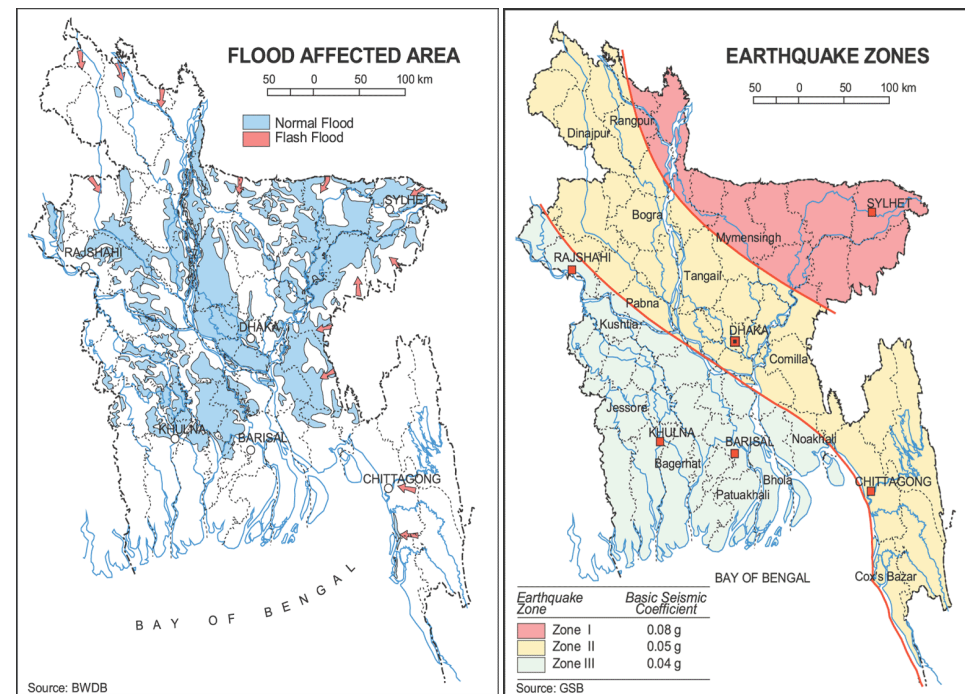 FLOOD AFFECTED AREA
50 0 50 100 km
Normal Flood
Flash Flood
SYLHET
RAJSHAHI
DHAKA
KHULNA
BARISAL
CHITTAGONG
BAY OF BENGAL
Source: BWDB
EARTHQUAKE ZONES
50 0 50 100 km
Rangpur
Dinajpur
SYLHET
Bogra
Mymensingh
RAJSHAHI
Tangail
Pabna
Kushtia
DHAKA
Comilla
Jessore
KHULNA
BARISAL
Noakhali
Bagerhat
Bhola
Patuakhali
CHITTAGONG
BAY OF BENGAL
Cox's Bazar
Earthquake Basic Seismic
Zone Coefficient
Zone I 0.08 g
Zone II 0.05 g
Zone III 0.04 g
Source: GSB